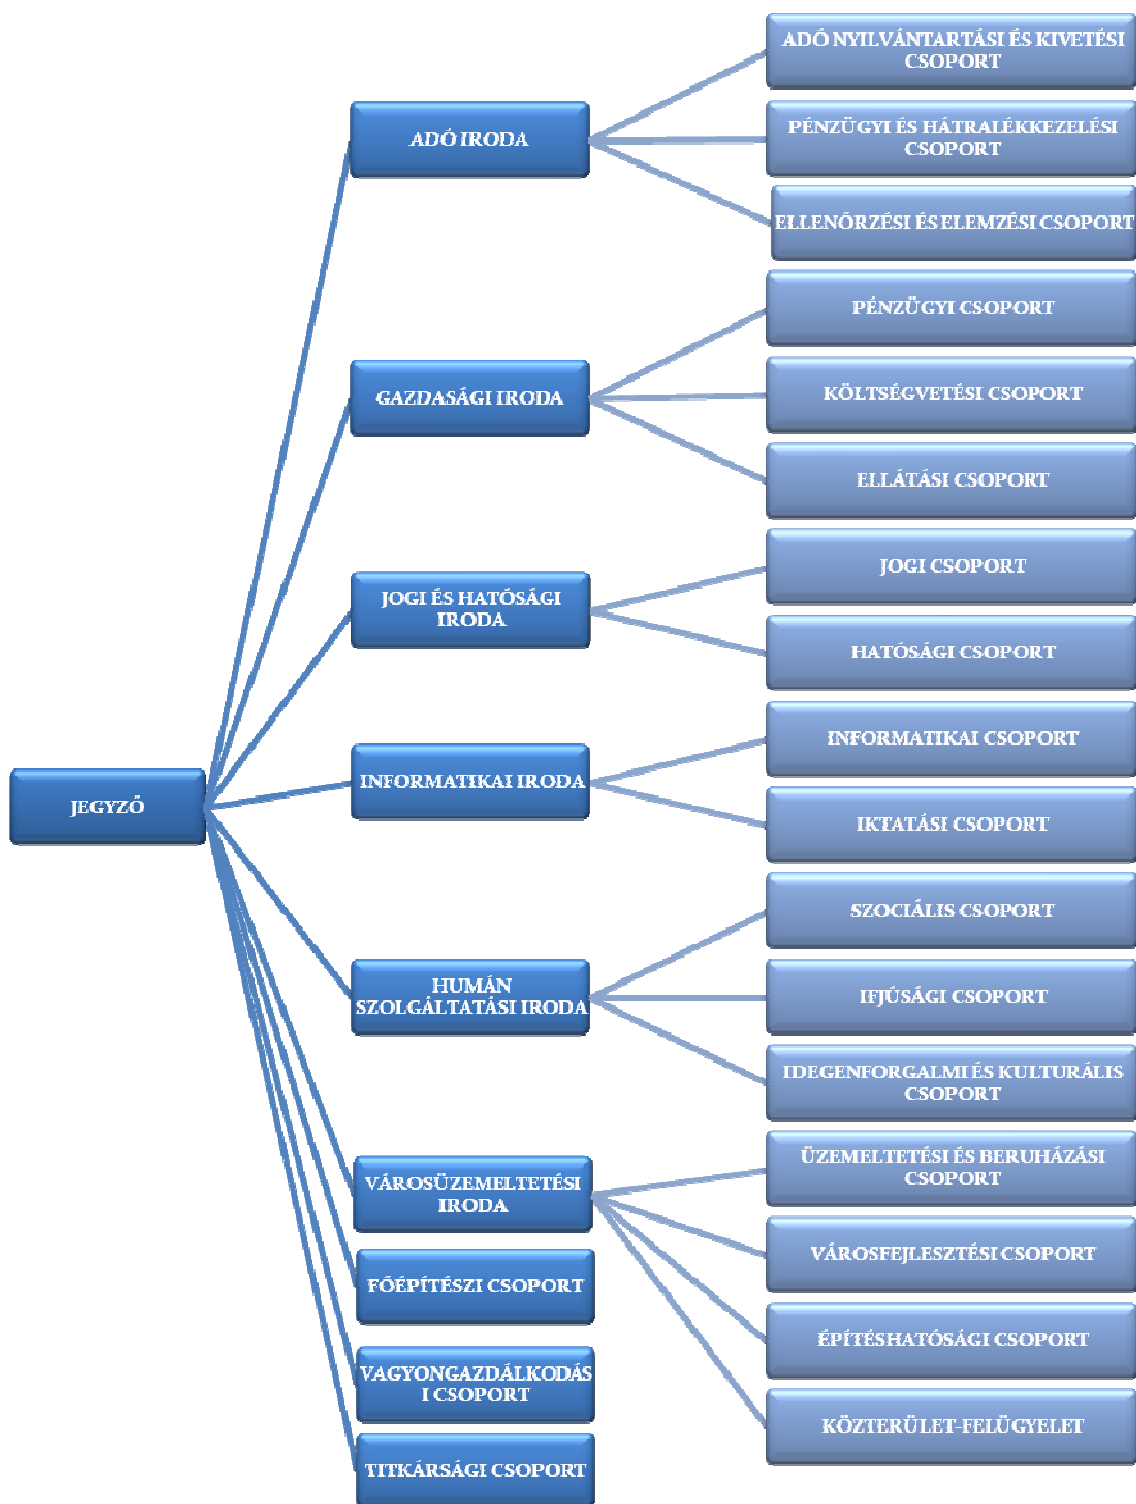 JEGYZŐ
ADÓ IRODA
ADÓ NYILVÁNTARTÁSI ÉS KIVETÉSI
CSOPORT
PÉNZÜGYI ÉS HÁTRALÉKKEZELÉSI
CSOPORT
ELLENŐRZÉSI ÉS ELEMZÉSI CSOPORT
GAZDASÁGI IRODA
PÉNZÜGYI CSOPORT
KÖLTSÉGVETÉSI CSOPORT
ELLÁTÁSI CSOPORT
JOGI ÉS HATÓSÁGI
IRODA
JOGI CSOPORT
HATÓSÁGI CSOPORT
INFORMATIKAI IRODA
INFORMATIKAI CSOPORT
IKTATÁSI CSOPORT
HUMÁN
SZOLGÁLTATÁSI IRODA
SZOCIÁLIS CSOPORT
IFJÚSÁGI CSOPORT
IDEGENFORGALMI ÉS KULTURÁLIS
CSOPORT
VÁROSÜZEMELTETÉSI
IRODA
ÜZEMELTETÉSI ÉS BERUHÁZÁSI
CSOPORT
VÁROSFEJLESZTÉSI CSOPORT
ÉPÍTÉSHATÓSÁGI CSOPORT
KÖZTERÜLET-FELÜGYELET
FŐÉPÍTÉSZI CSOPORT
VAGYONGAZDÁLKODÁS
I CSOPORT
TITKÁRSÁGI CSOPORT